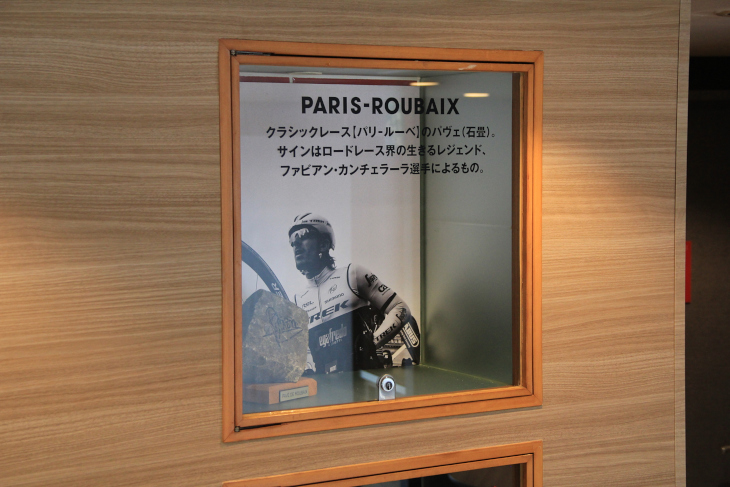 PARIS-ROUBAIX
クラシックレース【パリ-ルーベ】のパヴェ（石畳）。
サインはロードレース界の生きるレジェンド、
ファビアン・カンチェラーラ選手によるもの。
TREK
segafredo